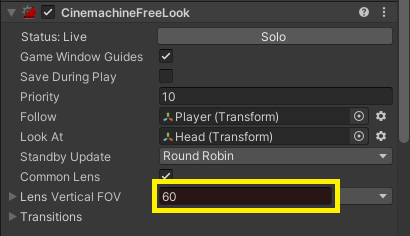 CinemachineFreeLook
Status: Live Solo
Game Window Guides
Save During Play
Priority 10
Follow Player (Transform)
Look At Head (Transform)
Standby Update Round Robin
Common Lens
Lens Vertical FOV 60
Transitions